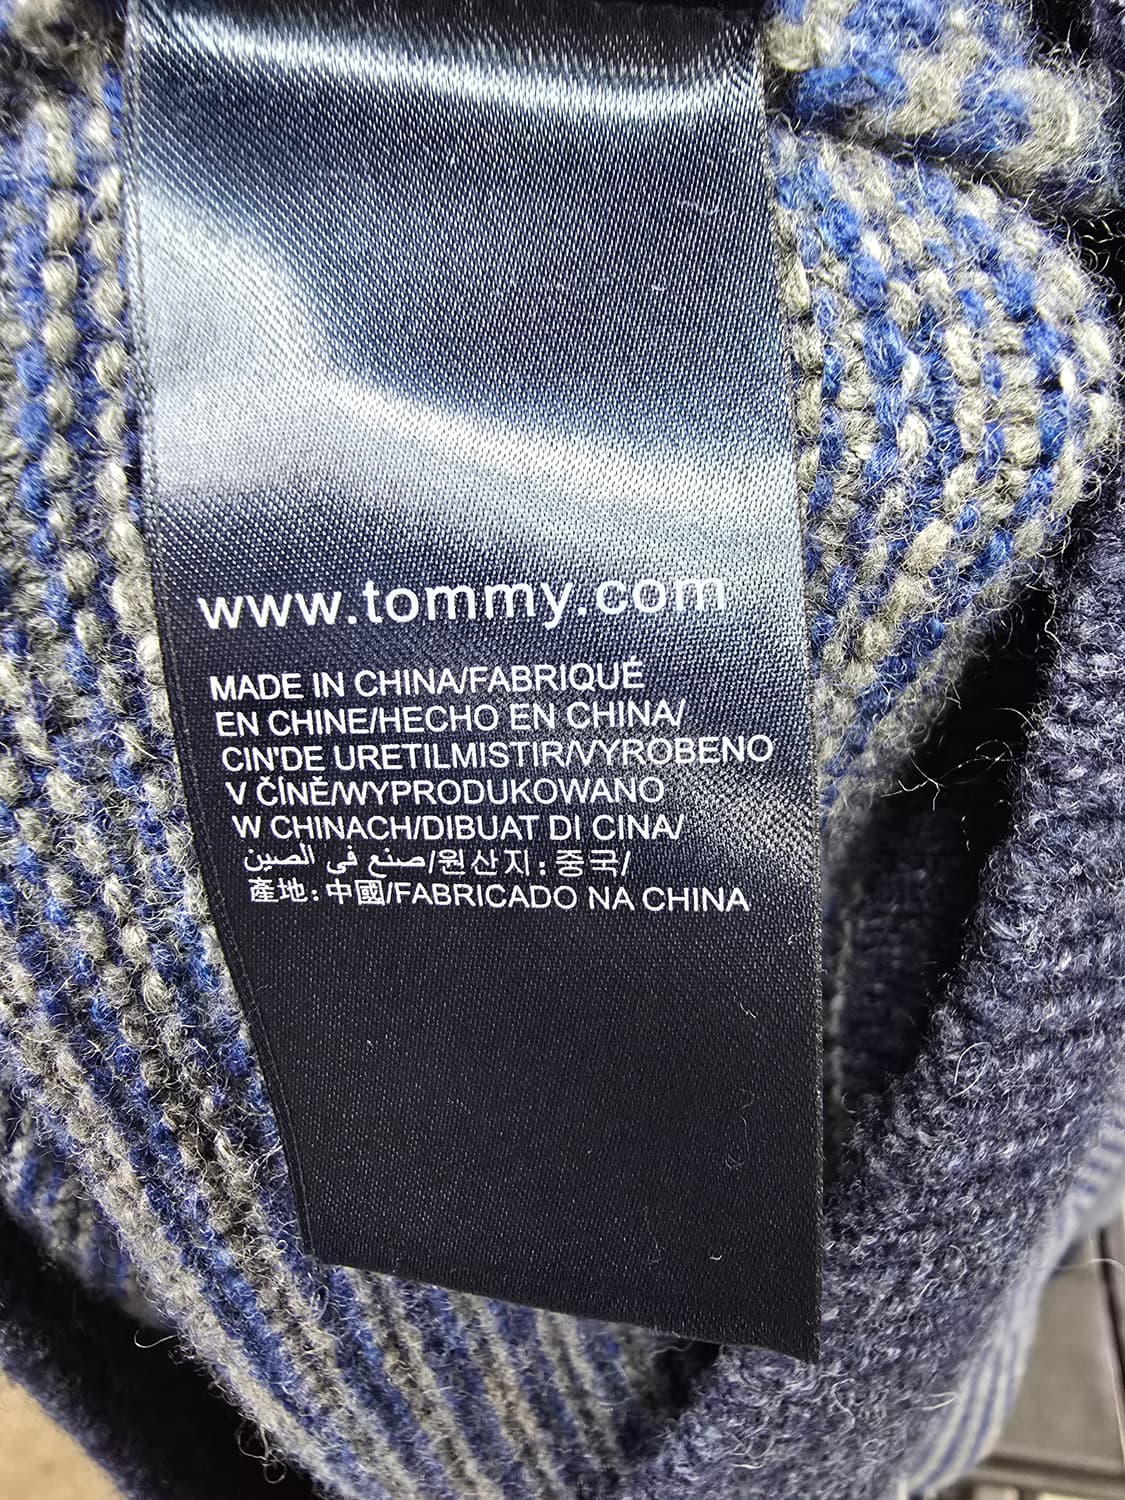 www.tommy.com
MADE IN CHINA/FABRIQUÉ
EN CHINE/HECHO EN CHINA/
CIN'DE URETILMISTIR/VYROBENO
V ČÍNĚ/WYPRODUKOWANO
W CHINACH/DIBUAT DI CINA/
صنع في الصين/원산지:중국/
產地:中國/FABRICADO NA CHINA